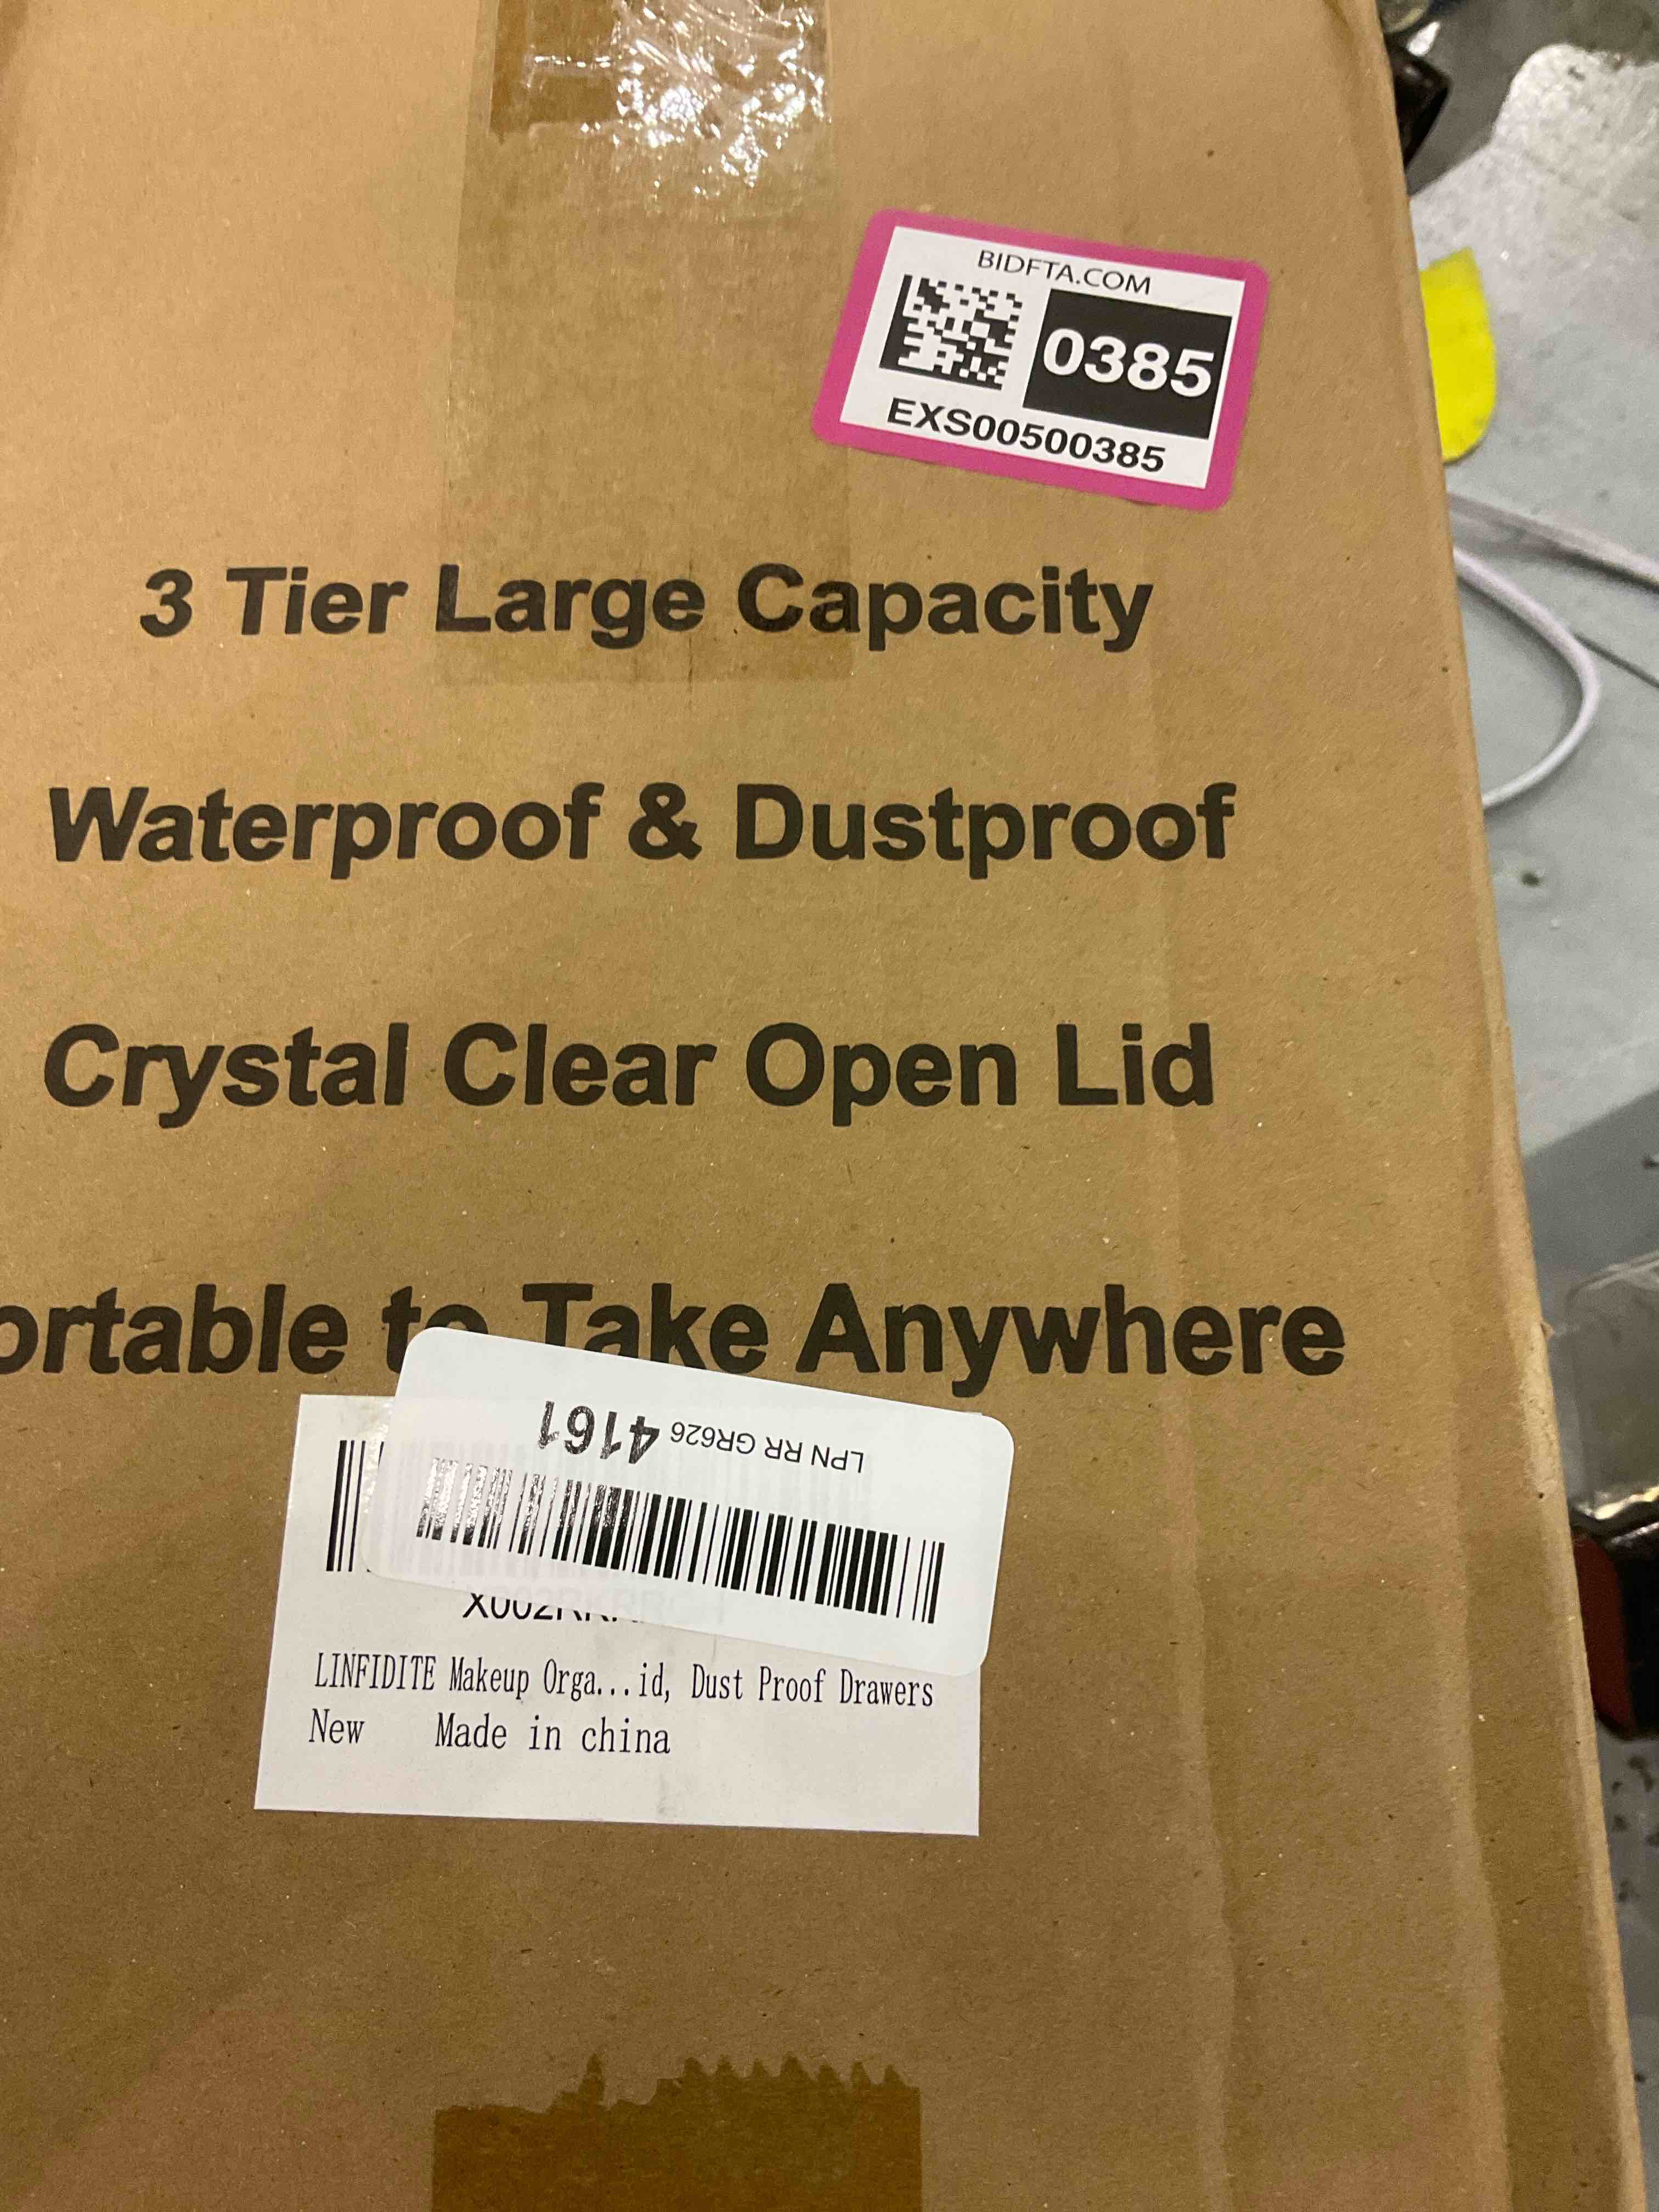 BIDFTA.COM
0385
EXS00500385
3 Tier Large Capacity
Waterproof & Dustproof
Crystal Clear Open Lid
ortable to Take Anywhere
LPN RR GR626 4161
LINFIDITE Makeup Orga...id, Dust Proof Drawers
New Made in china